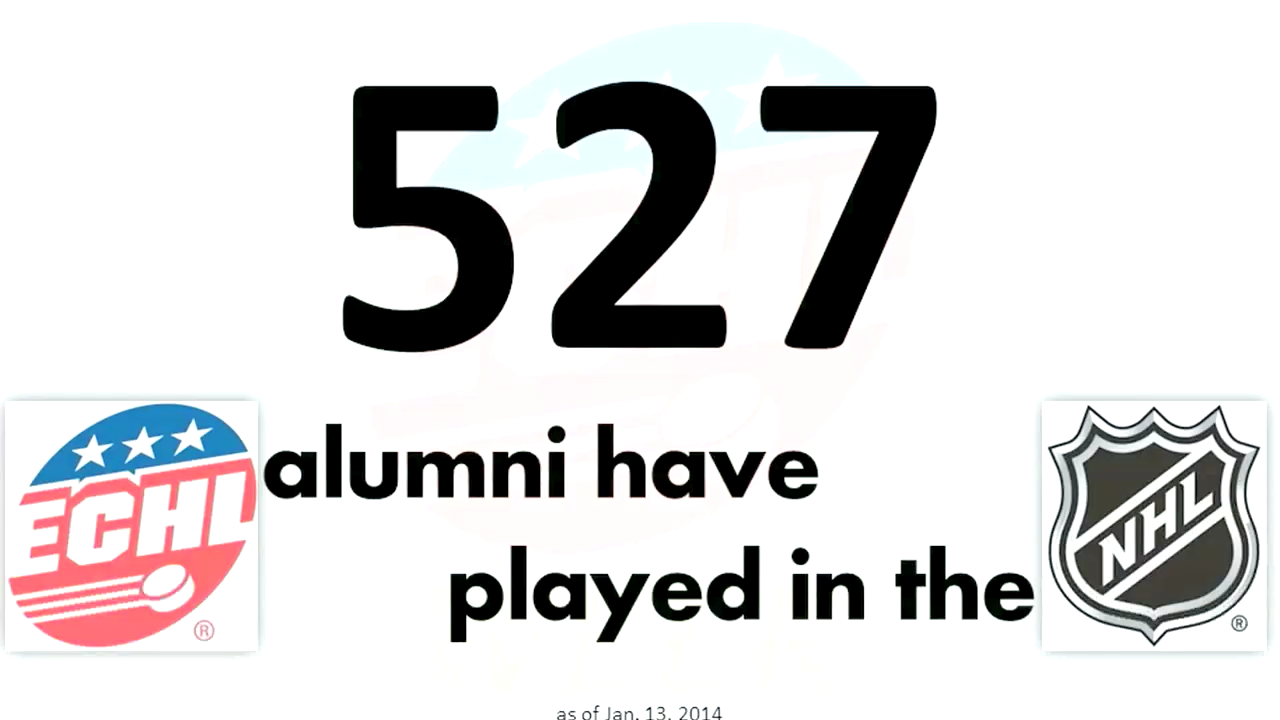 527
ECHL
®
alumni have
played in the
NHL
®
as of Jan. 13, 2014